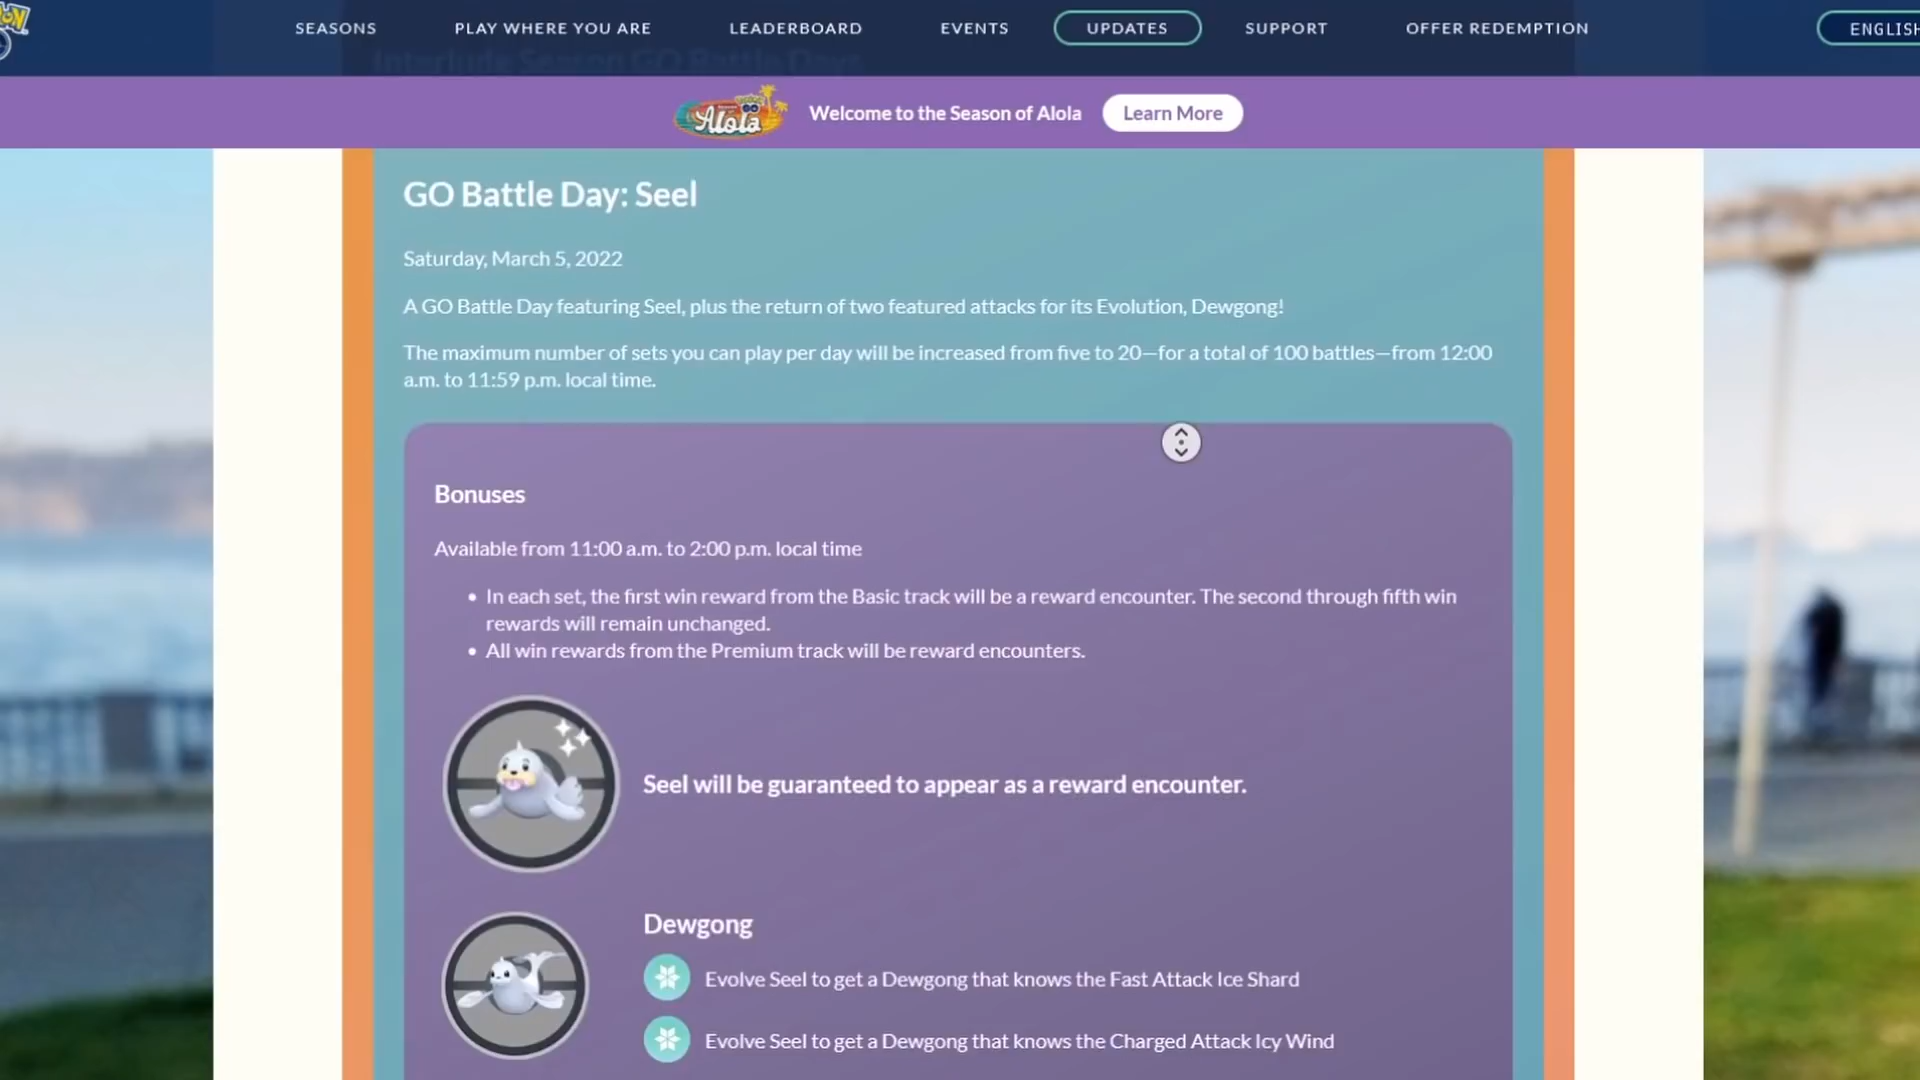 SEASONS PLAY WHERE YOU ARE LEADERBOARD EVENTS UPDATES SUPPORT OFFER REDEMPTION ENGLISH
Interlude Season GO Battle Days
Alola Welcome to the Season of Alola Learn More
GO Battle Day: Seel
Saturday, March 5, 2022
A GO Battle Day featuring Seel, plus the return of two featured attacks for its Evolution, Dewgong!
The maximum number of sets you can play per day will be increased from five to 20—for a total of 100 battles—from 12:00
a.m. to 11:59 p.m. local time.
Bonuses
Available from 11:00 a.m. to 2:00 p.m. local time
• In each set, the first win reward from the Basic track will be a reward encounter. The second through fifth win
rewards will remain unchanged.
• All win rewards from the Premium track will be reward encounters.
Seel will be guaranteed to appear as a reward encounter.
Dewgong
Evolve Seel to get a Dewgong that knows the Fast Attack Ice Shard
Evolve Seel to get a Dewgong that knows the Charged Attack Icy Wind